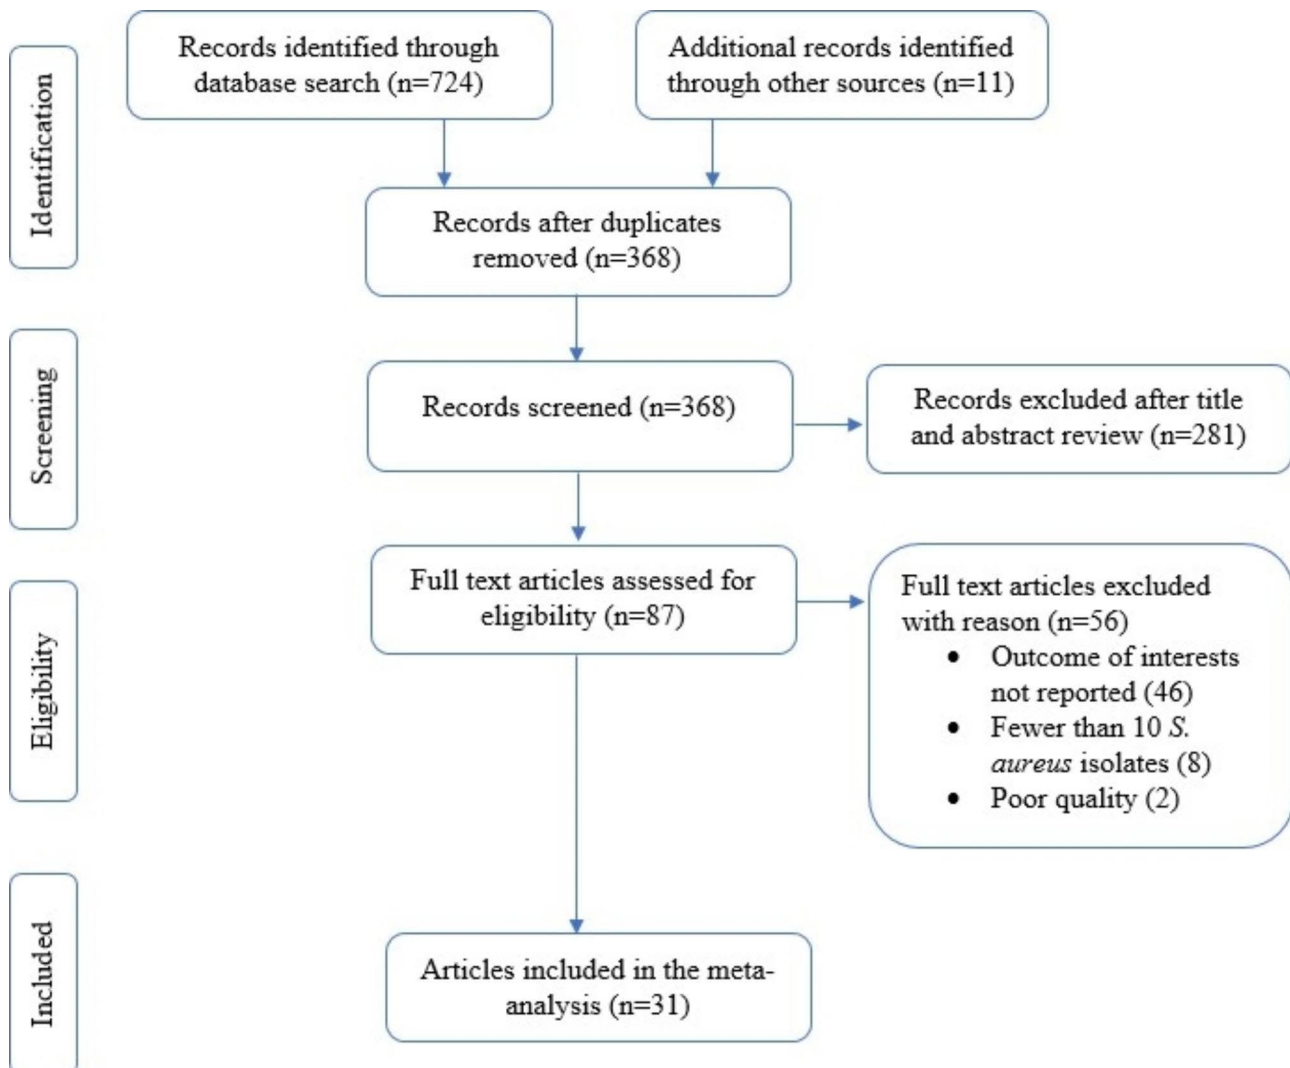 Identification
Records identified through
database search (n=724)
Additional records identified
through other sources (n=11)
Records after duplicates
removed (n=368)
Screening
Records screened (n=368)
Records excluded after title
and abstract review (n=281)
Eligibility
Full text articles assessed for
eligibility (n=87)
Full text articles excluded
with reason (n=56)
• Outcome of interests
not reported (46)
• Fewer than 10 S.
aureus isolates (8)
• Poor quality (2)
Included
Articles included in the meta-
analysis (n=31)